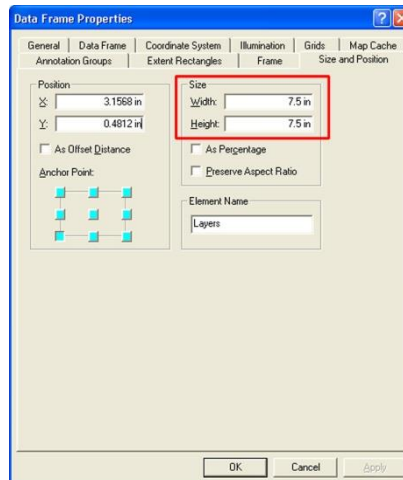 Data Frame Properties
General Data Frame Coordinate System Illumination Grids Map Cache
Annotation Groups Extent Rectangles Frame Size and Position
Position
X: 3.1568 in
Y: 0.4812 in
As Offset Distance
Anchor Point:
Size
Width: 7.5 in
Height: 7.5 in
As Percentage
Preserve Aspect Ratio
Element Name
Layers
OK Cancel Apply